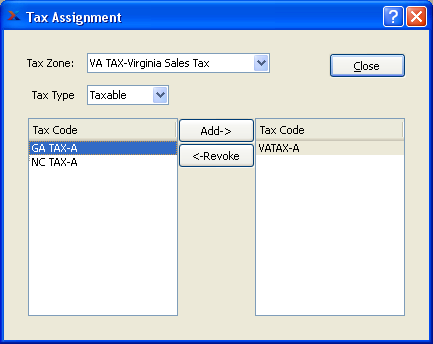 Tax Assignment
Tax Zone: VA TAX-Virginia Sales Tax Close
Tax Type Taxable
Tax Code Add-> Tax Code
GA TAX-A <-Revoke VATAX-A
NC TAX-A